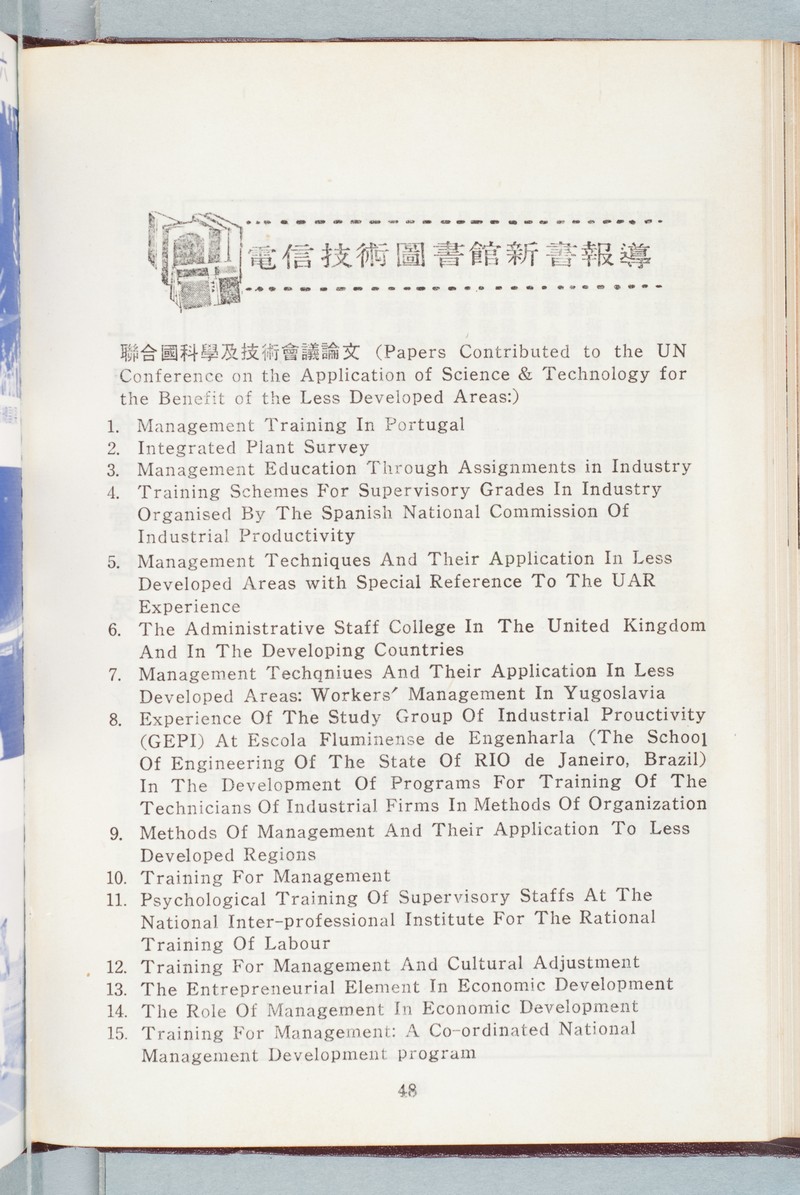 電信技術圖書館新書報導
聯合國科學及技術會議論文 (Papers Contributed to the UN
Conference on the Application of Science & Technology for
the Benefit of the Less Developed Areas:)
1. Management Training In Portugal
2. Integrated Plant Survey
3. Management Education Through Assignments in Industry
4. Training Schemes For Supervisory Grades In Industry
Organised By The Spanish National Commission Of
Industrial Productivity
5. Management Techniques And Their Application In Less
Developed Areas with Special Reference To The UAR
Experience
6. The Administrative Staff College In The United Kingdom
And In The Developing Countries
7. Management Techqniues And Their Application In Less
Developed Areas: Workers' Management In Yugoslavia
8. Experience Of The Study Group Of Industrial Prouctivity
(GEPI) At Escola Fluminense de Engenharla (The School
Of Engineering Of The State Of RIO de Janeiro, Brazil)
In The Development Of Programs For Training Of The
Technicians Of Industrial Firms In Methods Of Organization
9. Methods Of Management And Their Application To Less
Developed Regions
10. Training For Management
11. Psychological Training Of Supervisory Staffs At The
National Inter-professional Institute For The Rational
Training Of Labour
12. Training For Management And Cultural Adjustment
13. The Entrepreneurial Element In Economic Development
14. The Role Of Management In Economic Development
15. Training For Management: A Co-ordinated National
Management Development program
48